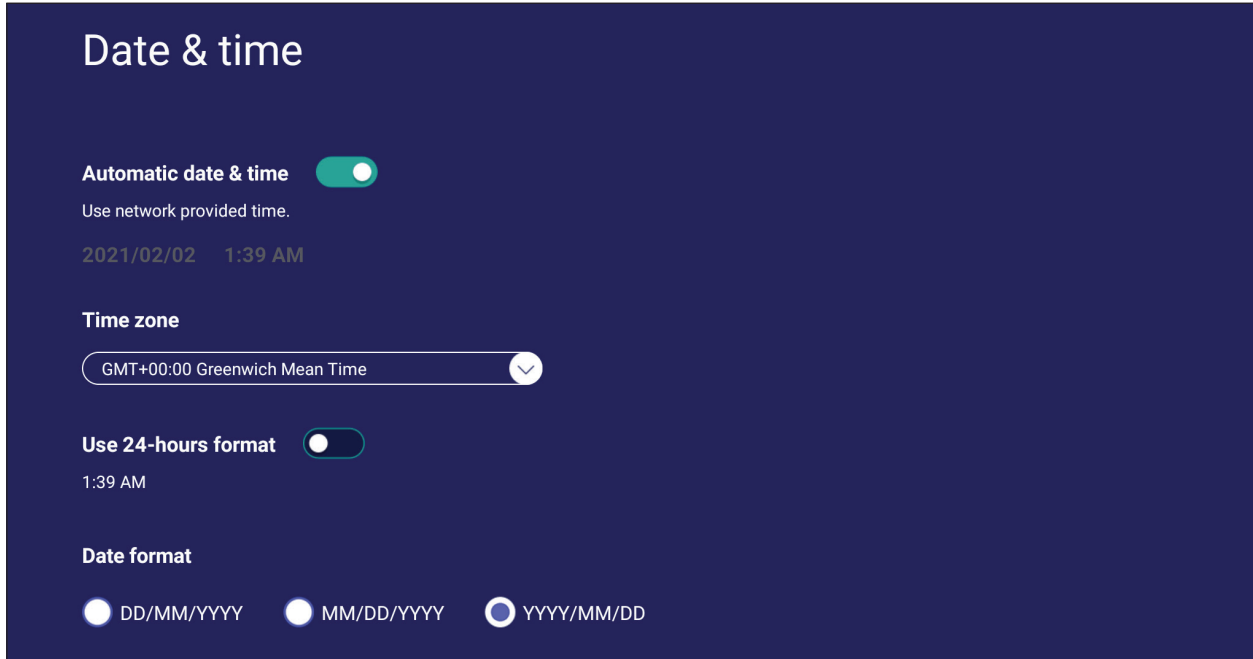 Date & time
Automatic date & time
Use network provided time.
2021/02/02 1:39 AM
Time zone
GMT+00:00 Greenwich Mean Time
Use 24-hours format
1:39 AM
Date format
DD/MM/YYYY MM/DD/YYYY YYYY/MM/DD